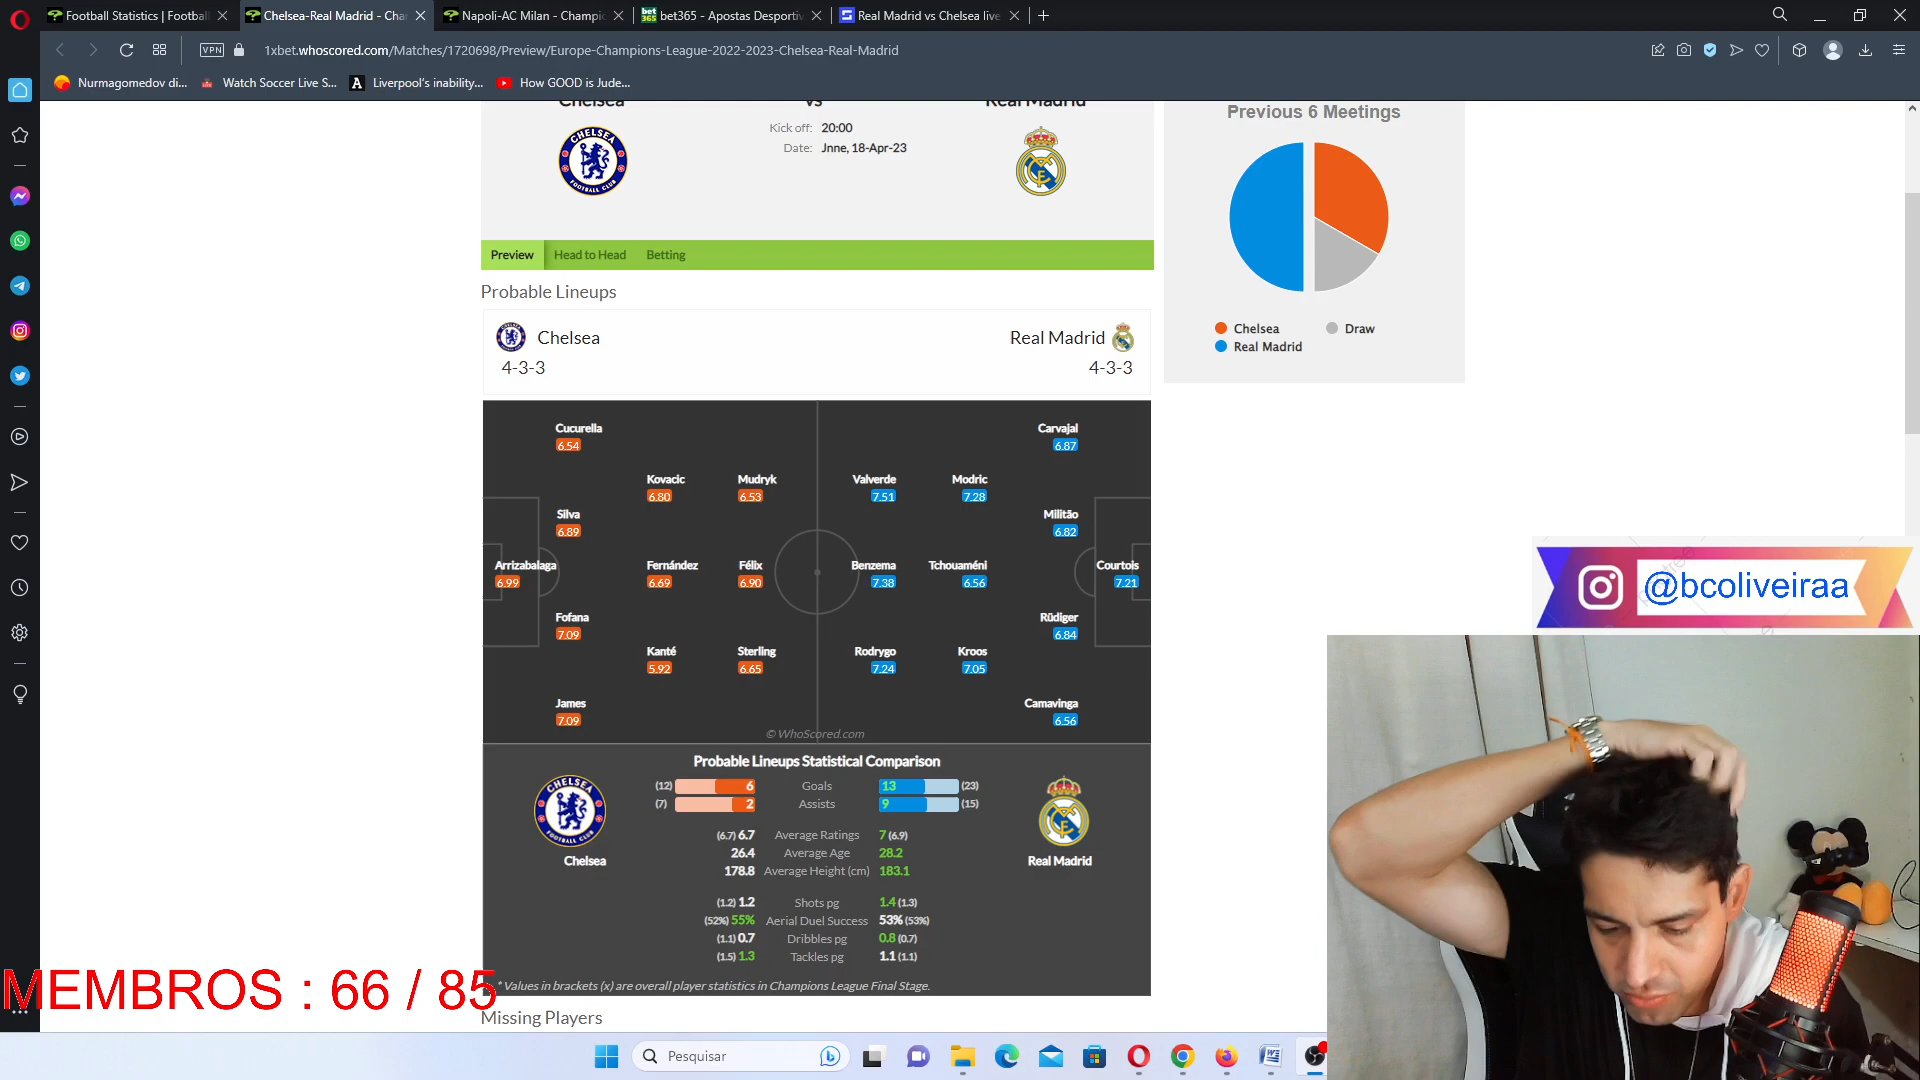 Football Statistics | Football
Chelsea-Real Madrid - Cha
Napoli-AC Milan - Champio
bet365 - Apostas Desportiv
Real Madrid vs Chelsea live
VPN
1xbet.whoscored.com/Matches/1720698/Preview/Europe-Champions-League-2022-2023-Chelsea-Real-Madrid
Nurmagomedov di...
Watch Soccer Live S...
Liverpool's inability...
How GOOD is Jude...
Chelsea
vs
Real Madrid
Kick off: 20:00
Date: Jnne, 18-Apr-23
Preview
Head to Head
Betting
Previous 6 Meetings
Chelsea
Draw
Real Madrid
Probable Lineups
Chelsea
Real Madrid
4-3-3
4-3-3
Cucurella
6.54
Carvajal
6.87
Kovacic
6.80
Mudryk
6.53
Valverde
7.51
Modric
7.28
Silva
6.89
Militão
6.82
Arrizabalaga
6.99
Fernández
6.69
Félix
6.90
Benzema
7.38
Tchouaméni
6.56
Courtois
7.21
Fofana
7.09
Rüdiger
6.84
Kanté
5.92
Sterling
6.65
Rodrygo
7.24
Kroos
7.05
James
7.09
Camavinga
6.56
© WhoScored.com
Probable Lineups Statistical Comparison
(12) 6 Goals 13 (23)
(7) 2 Assists 9 (15)
(6.7) 6.7 Average Ratings 7 (6.9)
26.4 Average Age 28.2
178.8 Average Height (cm) 183.1
Chelsea
Real Madrid
(1.2) 1.2 Shots pg 1.4 (1.3)
(52%) 55% Aerial Duel Success 53% (53%)
(1.1) 0.7 Dribbles pg 0.8 (0.7)
(1.5) 1.3 Tackles pg 1.1 (1.1)
* Values in brackets (x) are overall player statistics in Champions League Final Stage.
Missing Players
@bcoliveiraa
MEMBROS : 66 / 85
Pesquisar